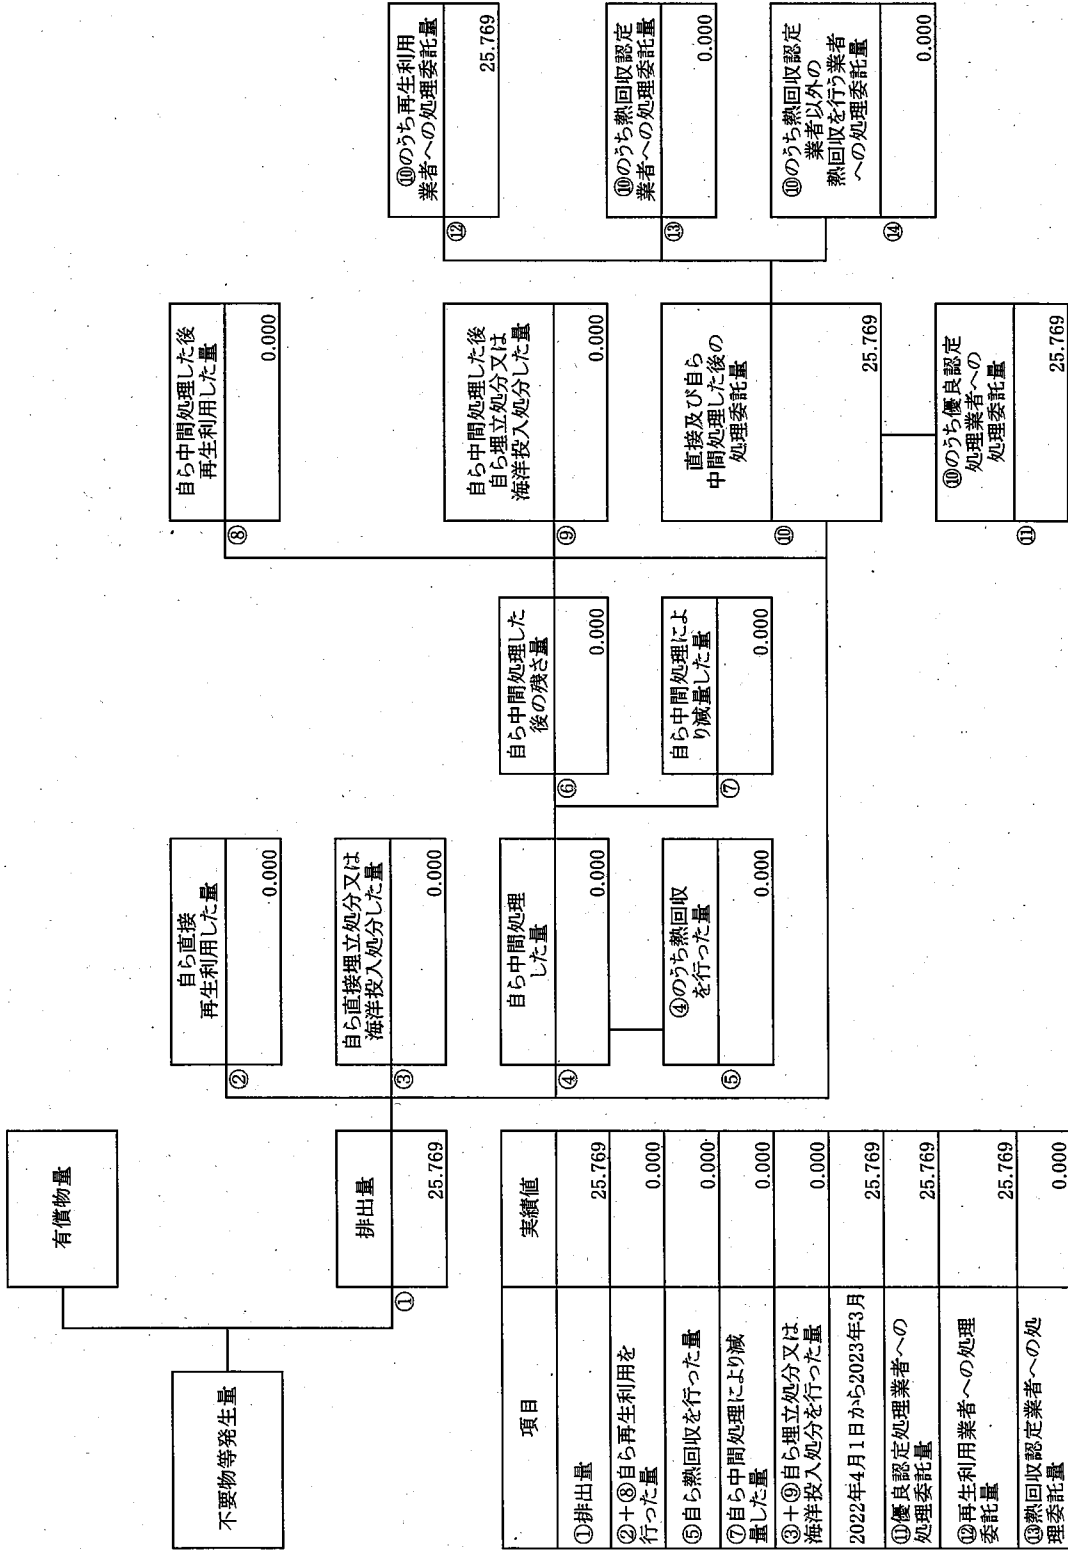 不要物等発生量
有償物量
排出量
①
25.769
自ら直接
再生利用した量
②
0.000
自ら直接埋立処分又は
海洋投入処分した量
③
0.000
自ら中間処理
した量
④
0.000
④のうち熱回収
を行った量
⑤
0.000
自ら中間処理した
後の残さ量
⑥
0.000
自ら中間処理によ
り減量した量
⑦
0.000
自ら中間処理した後
再生利用した量
⑧
0.000
自ら中間処理した後
自ら埋立処分又は
海洋投入処分した量
⑨
0.000
直接及び自ら
中間処理した後の
処理委託量
⑩
25.769
⑩のうち優良認定
処理業者への
処理委託量
⑪
25.769
⑩のうち再生利用
業者への処理委託量
⑫
25.769
⑩のうち熱回収認定
業者への処理委託量
⑬
0.000
⑩のうち熱回収認定
業者以外の
熱回収を行う業者
への処理委託量
⑭
0.000
項目 実績値
①排出量 25.769
②+⑧自ら再生利用を
行った量 0.000
⑤自ら熱回収を行った量 0.000
⑦自ら中間処理により減
量した量 0.000
③+⑨自ら埋立処分又は
海洋投入処分を行った量 0.000
2022年4月1日から2023年3月 25.769
⑪優良認定処理業者への
処理委託量 25.769
⑫再生利用業者への処理
委託量 25.769
⑬熱回収認定業者への処
理委託量 0.000